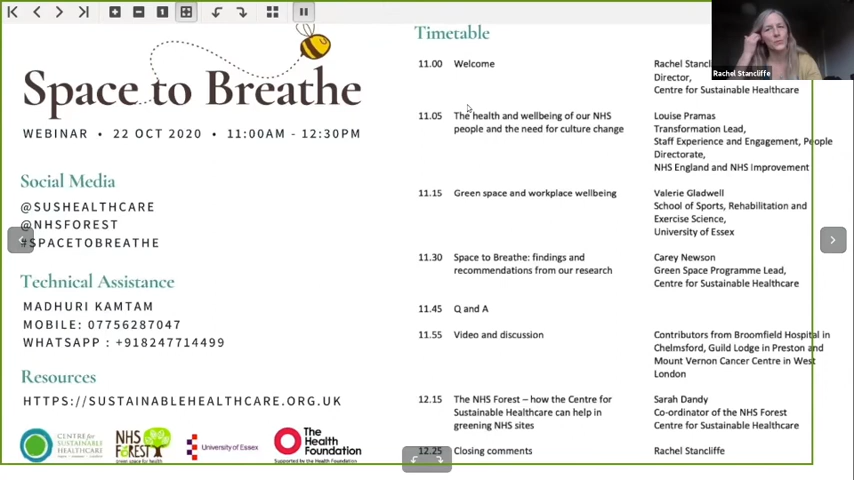 Space to Breathe
WEBINAR • 22 OCT 2020 • 11:00AM - 12:30PM
Social Media
@SUSHEALTHCARE
@NHSFOREST
#SPACETOBREATHE
Technical Assistance
MADHURI KAMTAM
MOBILE: 07756287047
WHATSAPP : +918247714499
Resources
HTTPS://SUSTAINABLEHEALTHCARE.ORG.UK
CENTRE for
SUSTAINABLE
HEALTHCARE
NHS
FOREST
green space for health
University of Essex
The
Health
Foundation
Supported by the Health Foundation
Timetable
11.00 Welcome Rachel
Director,
Centre for Sustainable Healthcare
11.05 The health and wellbeing of our NHS Louise Pramas
people and the need for culture change Transformation Lead,
Staff Experience and Engagement, People
Directorate,
NHS England and NHS Improvement
11.15 Green space and workplace wellbeing Valerie Gladwell
School of Sports, Rehabilitation and
Exercise Science,
University of Essex
11.30 Space to Breathe: findings and Carey Newson
recommendations from our research Green Space Programme Lead,
Centre for Sustainable Healthcare
11.45 Q and A
11.55 Video and discussion Contributors from Broomfield Hospital in
Chelmsford, Guild Lodge in Preston and
Mount Vernon Cancer Centre in West
London
12.15 The NHS Forest – how the Centre for Sarah Dandy
Sustainable Healthcare can help in Co-ordinator of the NHS Forest
greening NHS sites Centre for Sustainable Healthcare
12.25 Closing comments Rachel Stancliffe
Rachel Stancliffe